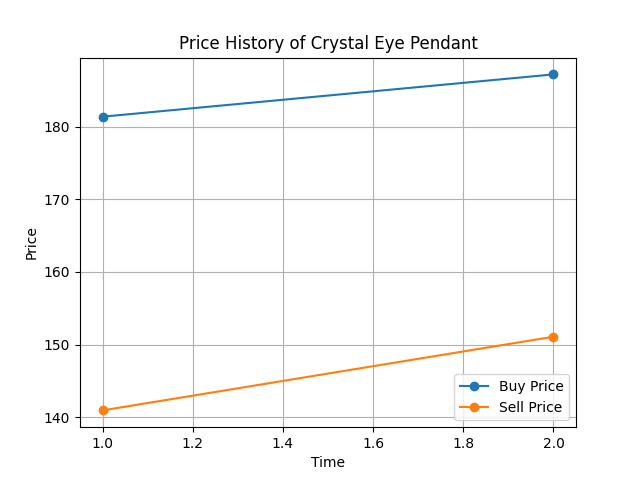 Price History of Crystal Eye Pendant
Price
180
170
160
150
140
Buy Price
Sell Price
1.0 1.2 1.4 1.6 1.8 2.0
Time